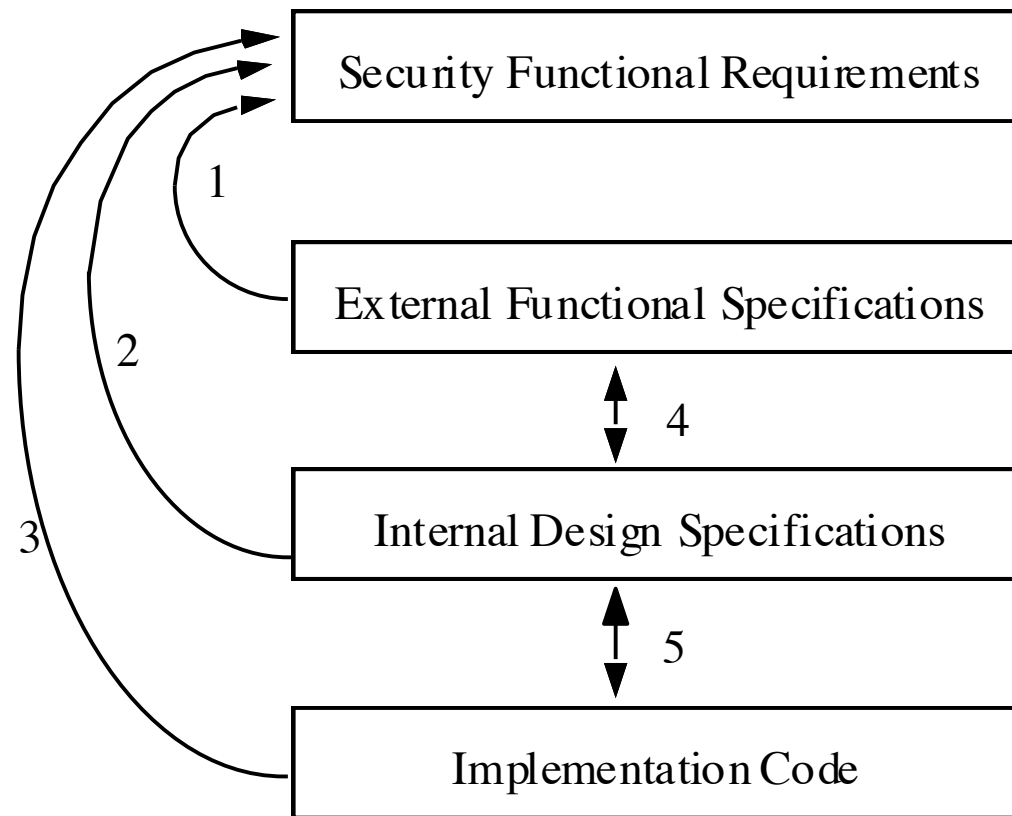 Security Functional Requirements
1
External Functional Specifications
2
4
Internal Design Specifications
3
5
Implementation Code